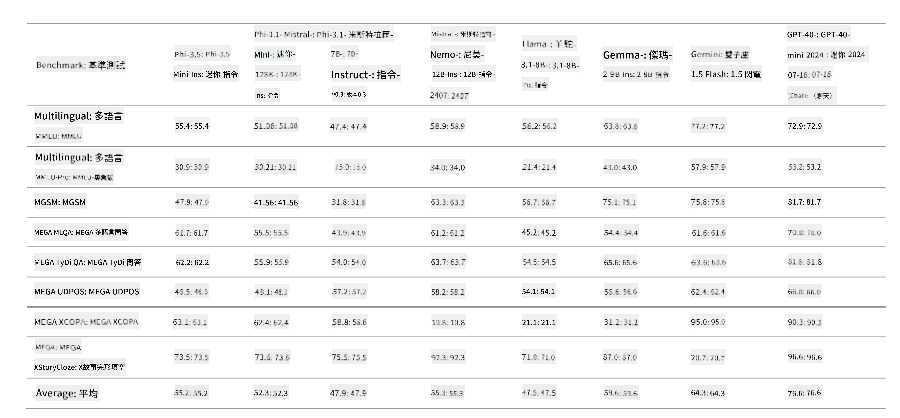 Benchmark: 基準測試
Phi-3.5: Phi-3.5
Mini Ins: 迷你 指令
Phi-3.1- Mistral-: Phi-3.1- 米斯特拉爾-
Mini-: 迷你- 7B-: 7B-
128K-: 128K- Instruct-: 指令-
Ins: 指令 v0.3: 版本0.3
Mistral-: 米斯特拉爾-
Nemo-: 尼莫-
12B-Ins: 12B-指令-
2407: 2407
Llama: 羊駝
3.1-8B-: 3.1-8B-
Ins: 指令
Gemma-: 傑瑪-
2-9B Ins: 2-9B 指令
Gemini: 雙子座
1.5 Flash: 1.5 閃電
GPT-40-: GPT-40-
mini 2024: 迷你 2024
07-18: 07-18
(Chat): (聊天)
Multilingual: 多語言
MMLU: MMLU
55.4: 55.4 51.08: 51.08 47.4: 47.4 58.9: 58.9 56.2: 56.2 63.8: 63.8 77.2: 77.2 72.9: 72.9
Multilingual: 多語言
MMLU-Pro: MMLU-專業版
30.9: 30.9 30.21: 30.21 15.0: 15.0 34.0: 34.0 21.4: 21.4 43.0: 43.0 57.9: 57.9 53.2: 53.2
MGSM: MGSM 47.9: 47.9 41.56: 41.56 31.8: 31.8 63.3: 63.3 56.7: 56.7 75.1: 75.1 75.8: 75.8 81.7: 81.7
MEGA MLQA: MEGA 多語言問答 61.7: 61.7 55.5: 55.5 43.9: 43.9 61.2: 61.2 45.2: 45.2 54.4: 54.4 61.6: 61.6 70.0: 70.0
MEGA TyDi QA: MEGA TyDi 問答 62.2: 62.2 55.9: 55.9 54.0: 54.0 63.7: 63.7 54.5: 54.5 65.6: 65.6 63.6: 63.6 81.8: 81.8
MEGA UDPOS: MEGA UDPOS 46.5: 46.5 48.1: 48.1 57.2: 57.2 58.2: 58.2 54.1: 54.1 56.6: 56.6 62.4: 62.4 66.0: 66.0
MEGA XCOPA: MEGA XCOPA 63.1: 63.1 62.4: 62.4 58.8: 58.8 10.8: 10.8 21.1: 21.1 31.2: 31.2 95.0: 95.0 90.3: 90.3
MEGA: MEGA
XStoryCloze: X故事完形填空
73.5: 73.5 73.6: 73.6 75.5: 75.5 92.3: 92.3 71.0: 71.0 87.0: 87.0 20.7: 20.7 96.6: 96.6
Average: 平均 55.2: 55.2 52.3: 52.3 47.9: 47.9 55.3: 55.3 47.5: 47.5 59.6: 59.6 64.3: 64.3 76.6: 76.6